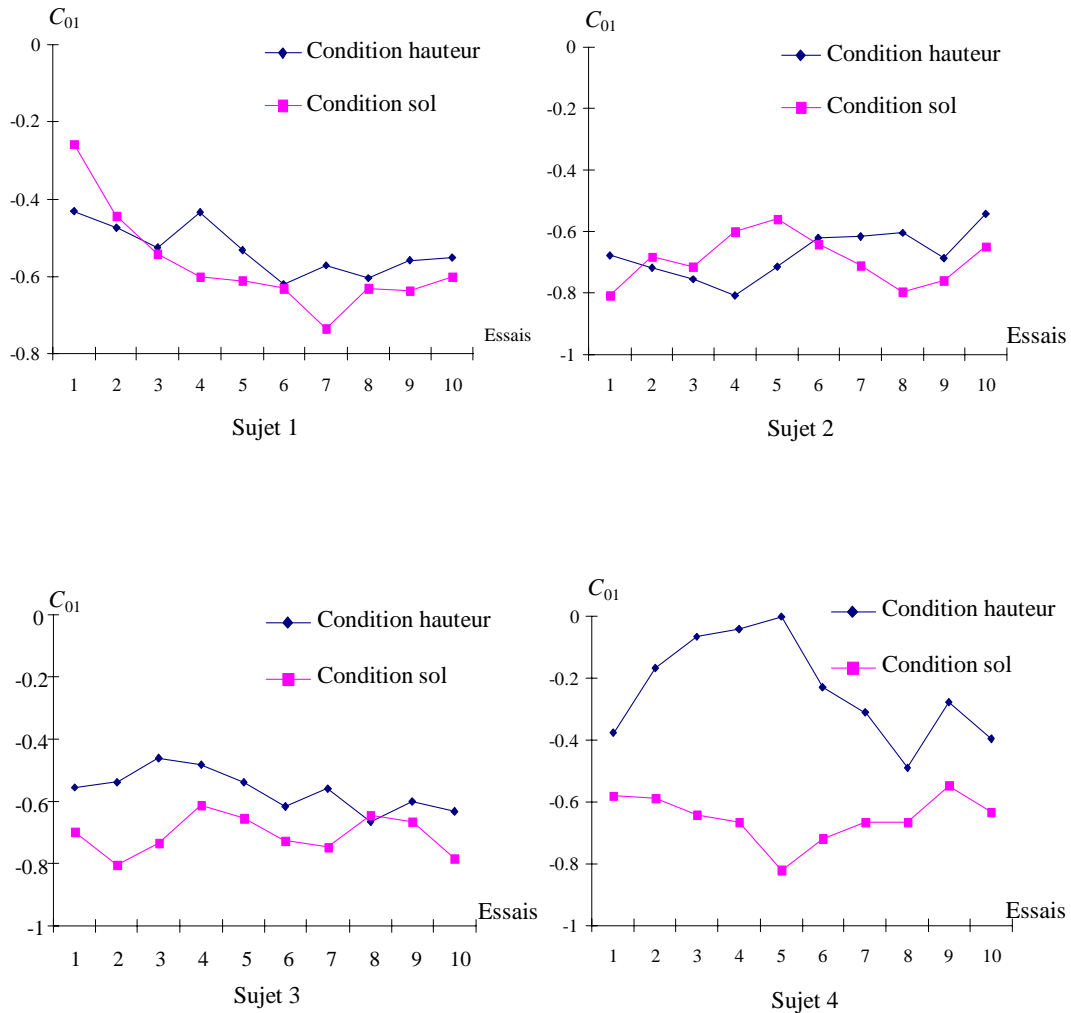 C01
0
-0.2
-0.4
-0.6
-0.8
Condition hauteur
Condition sol
Essais
1 2 3 4 5 6 7 8 9 10
Sujet 1
C01
0
-0.2
-0.4
-0.6
-0.8
-1
Condition hauteur
Condition sol
Essais
1 2 3 4 5 6 7 8 9 10
Sujet 2
C01
0
-0.2
-0.4
-0.6
-0.8
-1
Condition hauteur
Condition sol
Essais
1 2 3 4 5 6 7 8 9 10
Sujet 3
C01
0
-0.2
-0.4
-0.6
-0.8
-1
Condition hauteur
Condition sol
Essais
1 2 3 4 5 6 7 8 9 10
Sujet 4